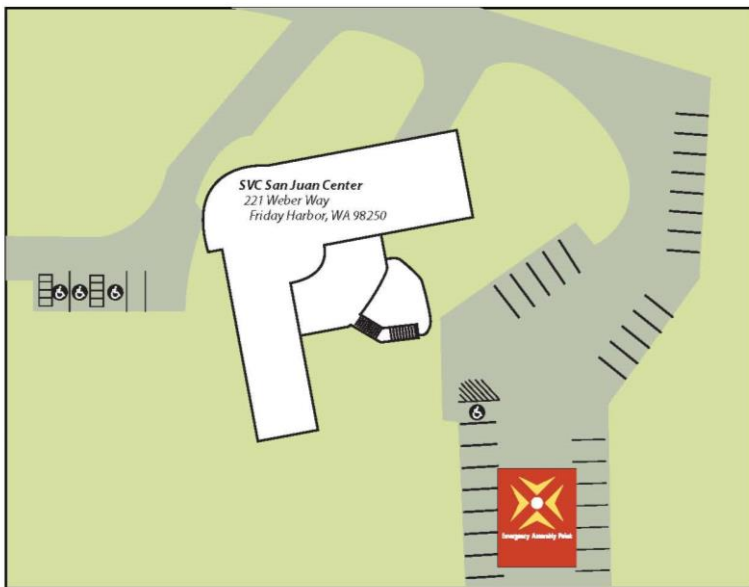 SVC San Juan Center
221 Weber Way
Friday Harbor, WA 98250
Emergency Assembly Point